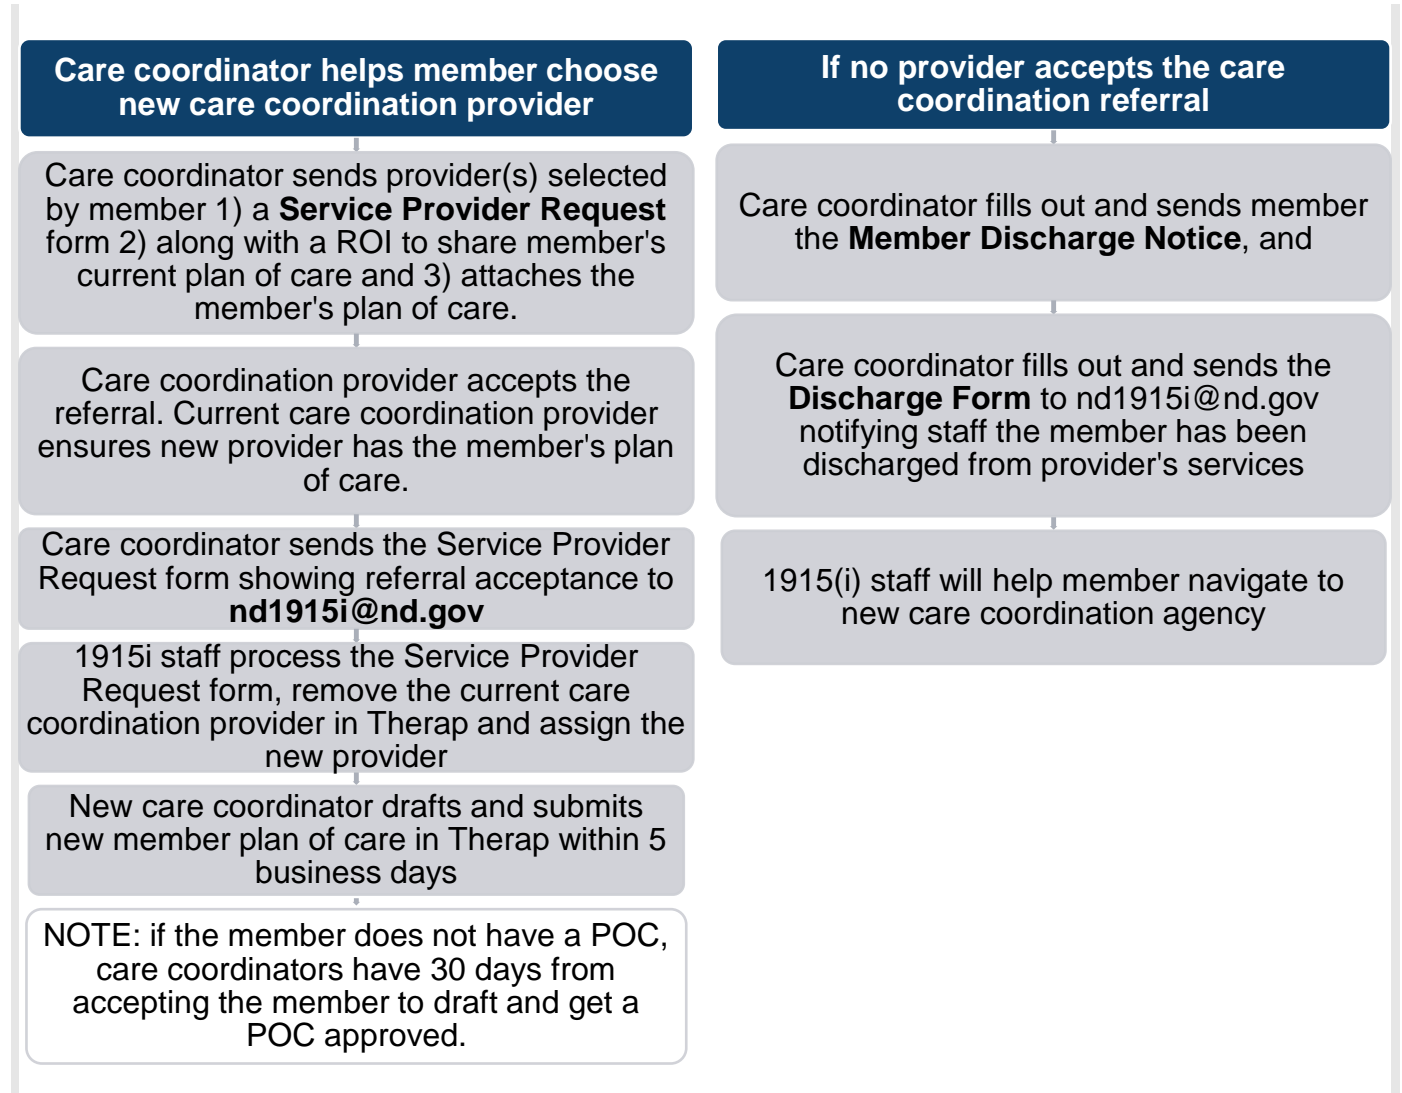 Care coordinator helps member choose
new care coordination provider
Care coordinator sends provider(s) selected
by member 1) a Service Provider Request
form 2) along with a ROI to share member's
current plan of care and 3) attaches the
member's plan of care.
Care coordination provider accepts the
referral. Current care coordination provider
ensures new provider has the member's plan
of care.
Care coordinator sends the Service Provider
Request form showing referral acceptance to
nd1915i@nd.gov
1915i staff process the Service Provider
Request form, remove the current care
coordination provider in Therap and assign the
new provider
New care coordinator drafts and submits
new member plan of care in Therap within 5
business days
NOTE: if the member does not have a POC,
care coordinators have 30 days from
accepting the member to draft and get a
POC approved.
If no provider accepts the care
coordination referral
Care coordinator fills out and sends member
the Member Discharge Notice, and
Care coordinator fills out and sends the
Discharge Form to nd1915i@nd.gov
notifying staff the member has been
discharged from provider's services
1915(i) staff will help member navigate to
new care coordination agency